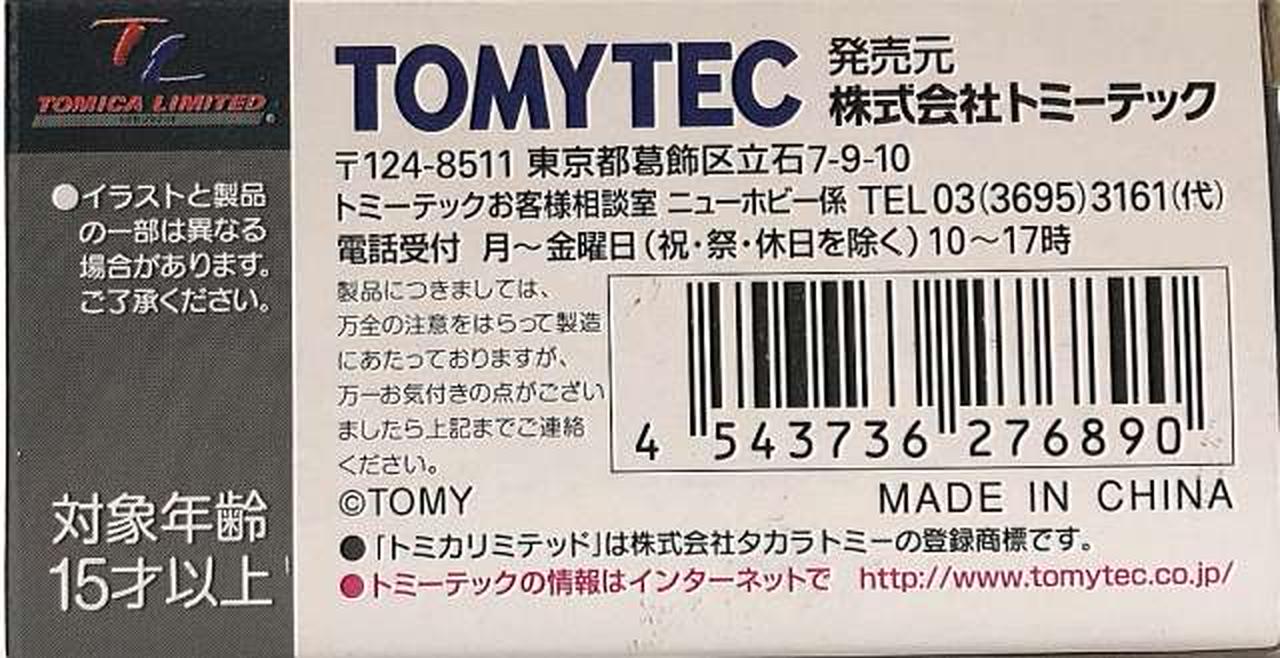 TL
TOMICA LIMITED
●イラストと製品
の一部は異なる
場合があります。
ご了承ください。
対象年齢
15才以上
TOMYTEC
発売元
株式会社トミーテック
〒124-8511 東京都葛飾区立石7-9-10
トミーテックお客様相談室 ニューホビー係 TEL 03(3695)3161(代)
電話受付 月～金曜日(祝・祭・休日を除く)10～17時
製品につきましては、
万全の注意をはらって製造
にあたっておりますが、
万一お気付きの点がござい
ましたら上記までご連絡
ください。
4 543736 276890
©TOMY
MADE IN CHINA
●「トミカリミテッド」は株式会社タカラトミーの登録商標です。
●トミーテックの情報はインターネットで http://www.tomytec.co.jp/